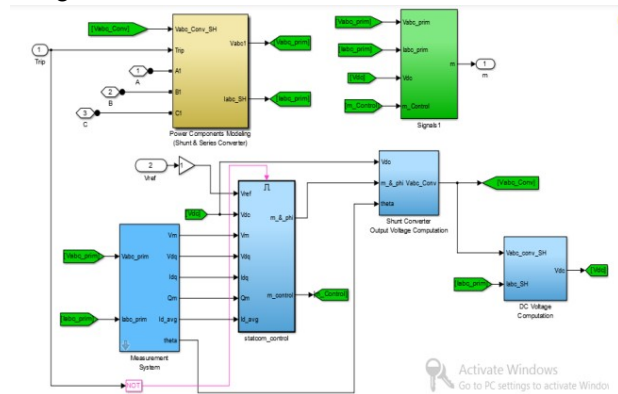 [Vabc_Conv]
Vabc_Conv_SH
Trip
A1
B1
C1
Vabc1
Iabc_SH
[Vabc_prim]
[Iabc_prim]
1
Trip
1
A
2
B
3
C
Power Components Modeling
(Shunt & Series Converter)
[Vabc_prim]
[Iabc_prim]
[Vdc]
[m_Control]
Vabc_prim
Iabc_prim
Vdc
m_Control
m
1
m
Signals1
2
Vref
1
[Vdc]
Vref
Vdc
Vm
Vdq
Idq
Qm
Id_avg
m_&_phi
m_control
statcom_control
[m_Control]
[Vabc_prim]
[Iabc_prim]
Vabc_prim
Iabc_prim
Vm
Vdq
Idq
Qm
Id_avg
theta
Measurement
System
NOT
Vdc
m_&_phi
theta
Vabc_Conv
Shunt Converter
Output Voltage Computation
[Vabc_Conv]
[Iabc_prim]
Vabc_conv_SH
Iabc_SH
Vdc
[Vdc]
DC Voltage
Computation
Activate Windows
Go to PC settings to activate Windo